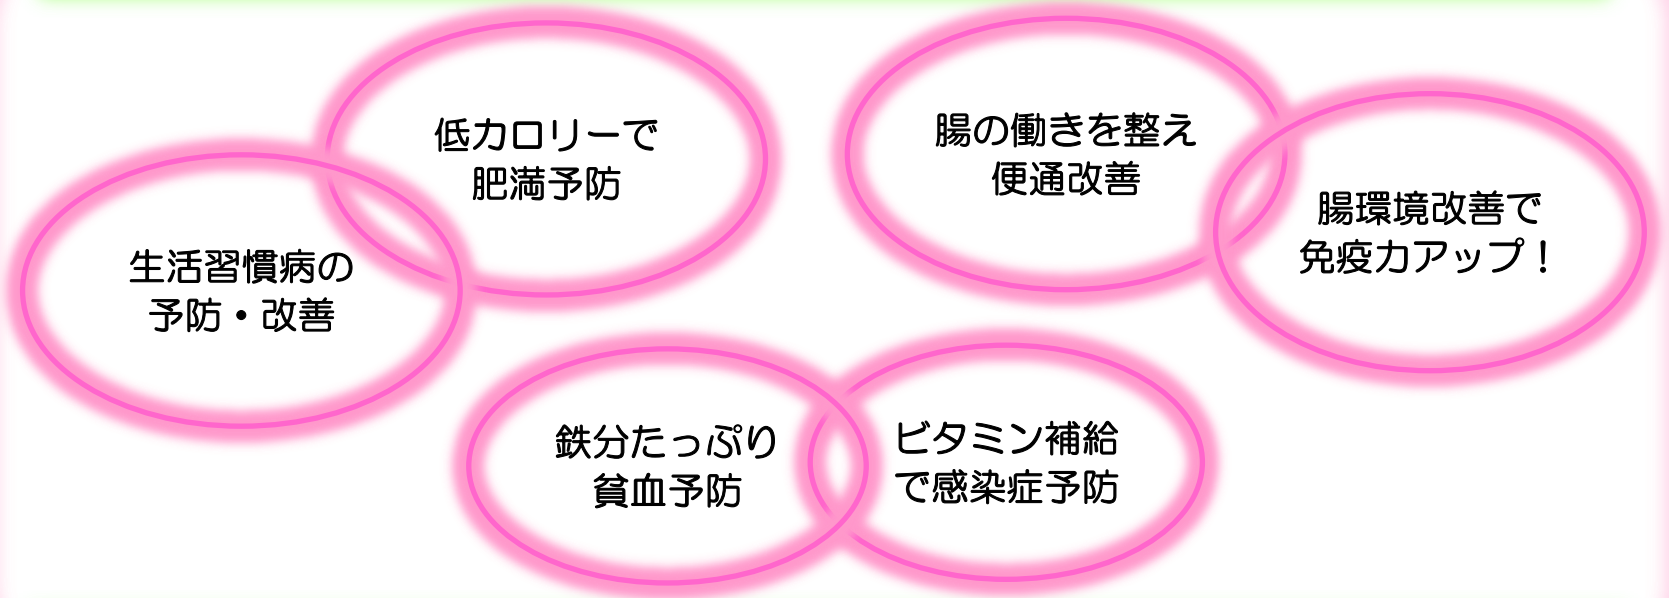 低カロリーで
肥満予防
腸の働きを整え
便通改善
腸環境改善で
免疫力アップ！
生活習慣病の
予防・改善
鉄分たっぷり
貧血予防
ビタミン補給
で感染症予防